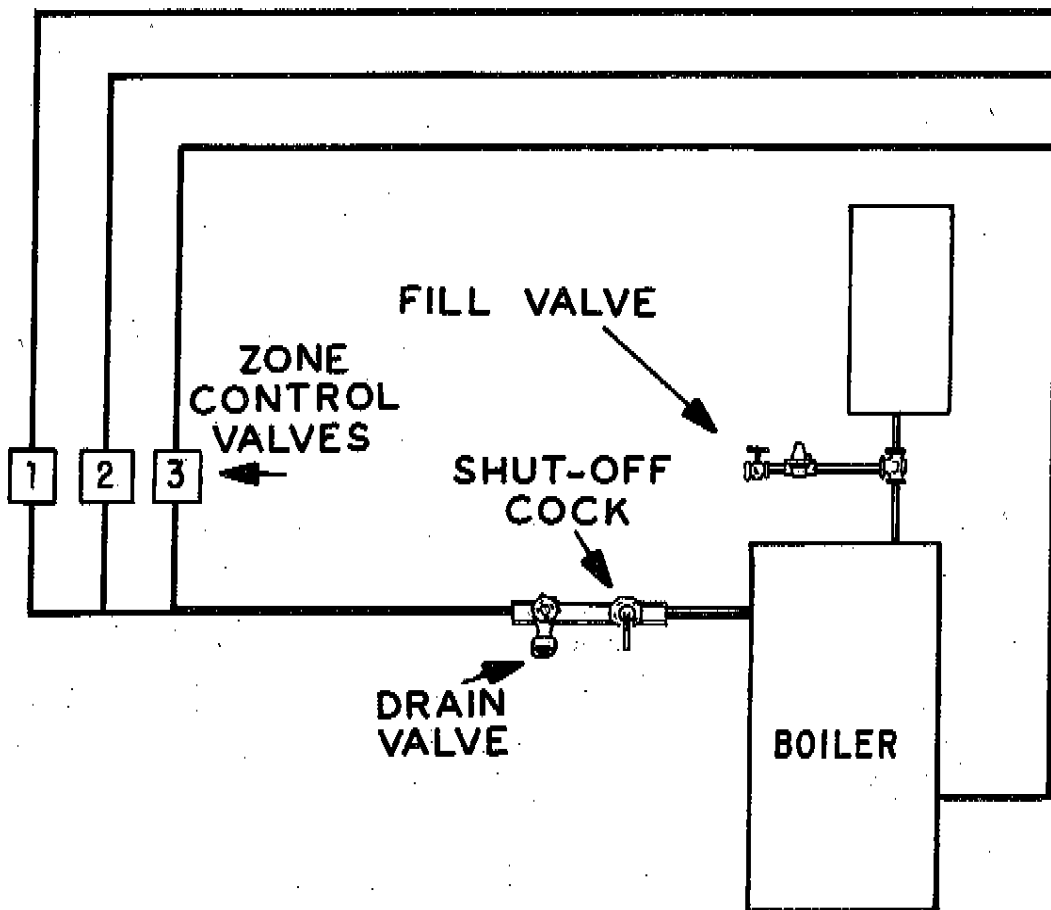 FILL VALVE
ZONE
CONTROL
VALVES
1
2
3
SHUT-OFF
COCK
DRAIN
VALVE
BOILER